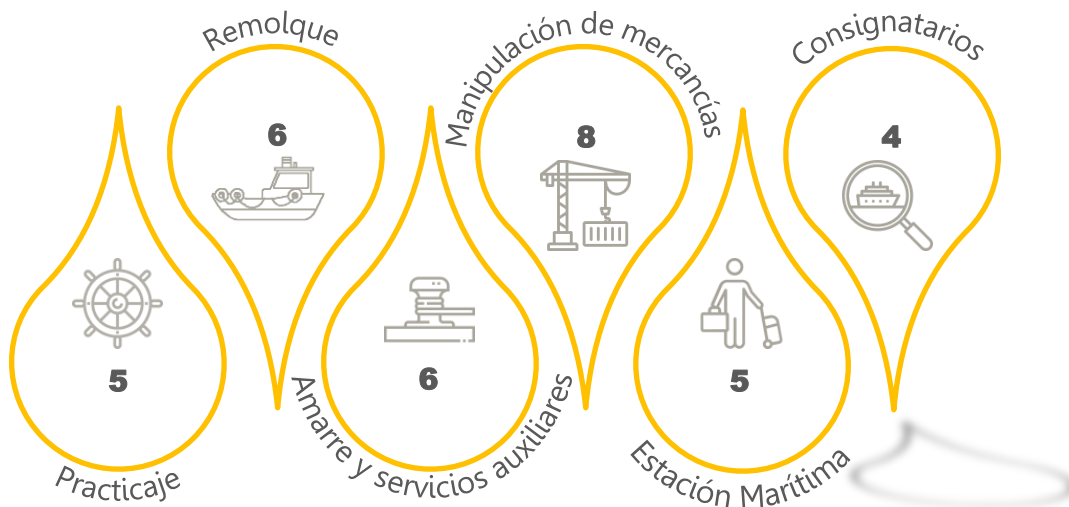 Practicaje
5
Remolque
6
Amarre y servicios auxiliares
6
Manipulación de mercancías
8
Estación Marítima
5
Consignatarios
4